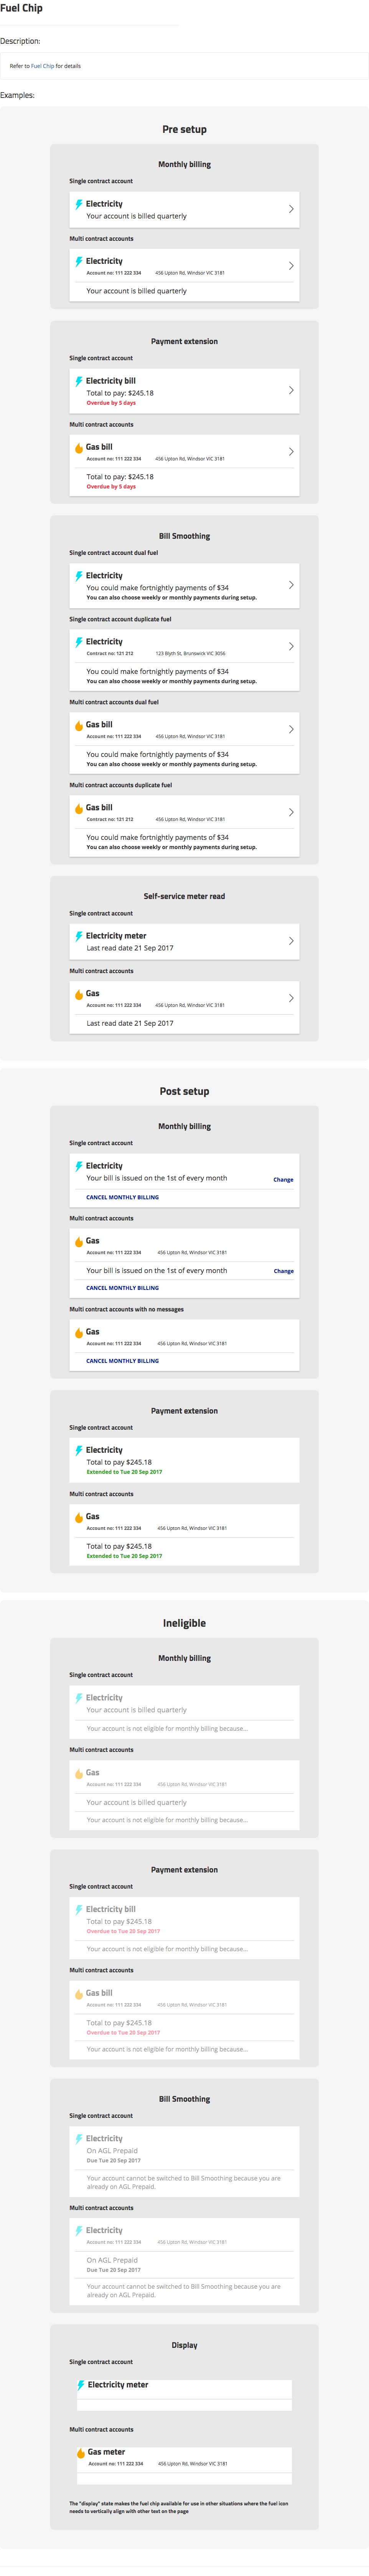 Fuel Chip
Description:
Refer to Fuel Chip for details
Examples:
Pre setup
Monthly billing
Single contract account
Electricity
Your account is billed quarterly
Multi contract accounts
Electricity
Account no: 111 222 334 456 Upton Rd, Windsor VIC 3181
Your account is billed quarterly
Payment extension
Single contract account
Electricity bill
Total to pay: $245.18
Overdue by 5 days
Multi contract accounts
Gas bill
Account no: 111 222 334 456 Upton Rd, Windsor VIC 3181
Total to pay: $245.18
Overdue by 5 days
Bill Smoothing
Single contract account dual fuel
Electricity
You could make fortnightly payments of $34
You can also choose weekly or monthly payments during setup.
Single contract account duplicate fuel
Electricity
Contract no: 121 212 123 Blyth St, Brunswick VIC 3056
You could make fortnightly payments of $34
You can also choose weekly or monthly payments during setup.
Multi contract accounts dual fuel
Gas bill
Account no: 111 222 334 456 Upton Rd, Windsor VIC 3181
You could make fortnightly payments of $34
You can also choose weekly or monthly payments during setup.
Multi contract accounts duplicate fuel
Gas bill
Contract no: 121 212 456 Upton Rd, Windsor VIC 3181
You could make fortnightly payments of $34
You can also choose weekly or monthly payments during setup.
Self-service meter read
Single contract account
Electricity meter
Last read date 21 Sep 2017
Multi contract accounts
Gas
Account no: 111 222 334 456 Upton Rd, Windsor VIC 3181
Last read date 21 Sep 2017
Post setup
Monthly billing
Single contract account
Electricity
Your bill is issued on the 1st of every month Change
CANCEL MONTHLY BILLING
Multi contract accounts
Gas
Account no: 111 222 334 456 Upton Rd, Windsor VIC 3181
Your bill is issued on the 1st of every month Change
CANCEL MONTHLY BILLING
Multi contract accounts with no messages
Gas
Account no: 111 222 334 456 Upton Rd, Windsor VIC 3181
CANCEL MONTHLY BILLING
Payment extension
Single contract account
Electricity
Total to pay $245.18
Extended to Tue 20 Sep 2017
Multi contract accounts
Gas
Account no: 111 222 334 456 Upton Rd, Windsor VIC 3181
Total to pay $245.18
Extended to Tue 20 Sep 2017
Ineligible
Monthly billing
Single contract account
Electricity
Your account is billed quarterly
Your account is not eligible for monthly billing because...
Multi contract accounts
Gas
Account no: 111 222 334 456 Upton Rd, Windsor VIC 3181
Your account is billed quarterly
Your account is not eligible for monthly billing because...
Payment extension
Single contract account
Electricity bill
Total to pay $245.18
Overdue to Tue 20 Sep 2017
Your account is not eligible for monthly billing because...
Multi contract accounts
Gas bill
Account no: 111 222 334 456 Upton Rd, Windsor VIC 3181
Total to pay $245.18
Overdue to Tue 20 Sep 2017
Your account is not eligible for monthly billing because...
Bill Smoothing
Single contract account
Electricity
On AGL Prepaid
Due Tue 20 Sep 2017
Your account cannot be switched to Bill Smoothing because you are
already on AGL Prepaid.
Multi contract accounts
Electricity
Account no: 111 222 334 456 Upton Rd, Windsor VIC 3181
On AGL Prepaid
Due Tue 20 Sep 2017
Your account cannot be switched to Bill Smoothing because you are
already on AGL Prepaid.
Display
Single contract account
Electricity meter
Multi contract accounts
Gas meter
Account no: 111 222 334 456 Upton Rd, Windsor VIC 3181
The "display" state makes the fuel chip available for use in other situations where the fuel icon
needs to vertically align with other text on the page